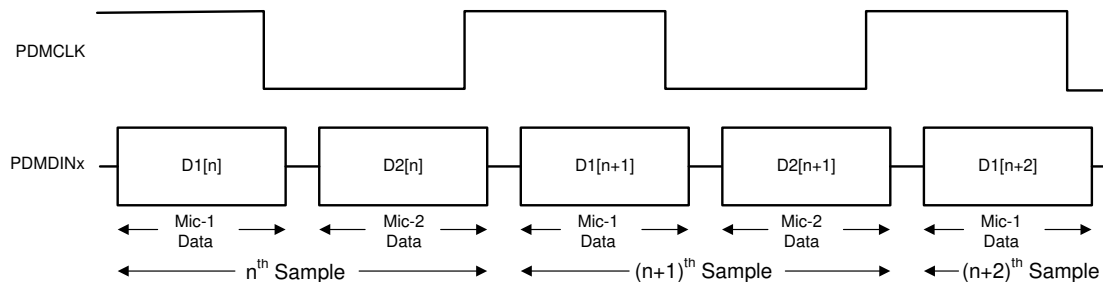 PDMCLK
PDMDINx
D1[n]
D2[n]
D1[n+1]
D2[n+1]
D1[n+2]
Mic-1
Data
Mic-2
Data
Mic-1
Data
Mic-2
Data
Mic-1
Data
nth Sample
(n+1)th Sample
(n+2)th Sample